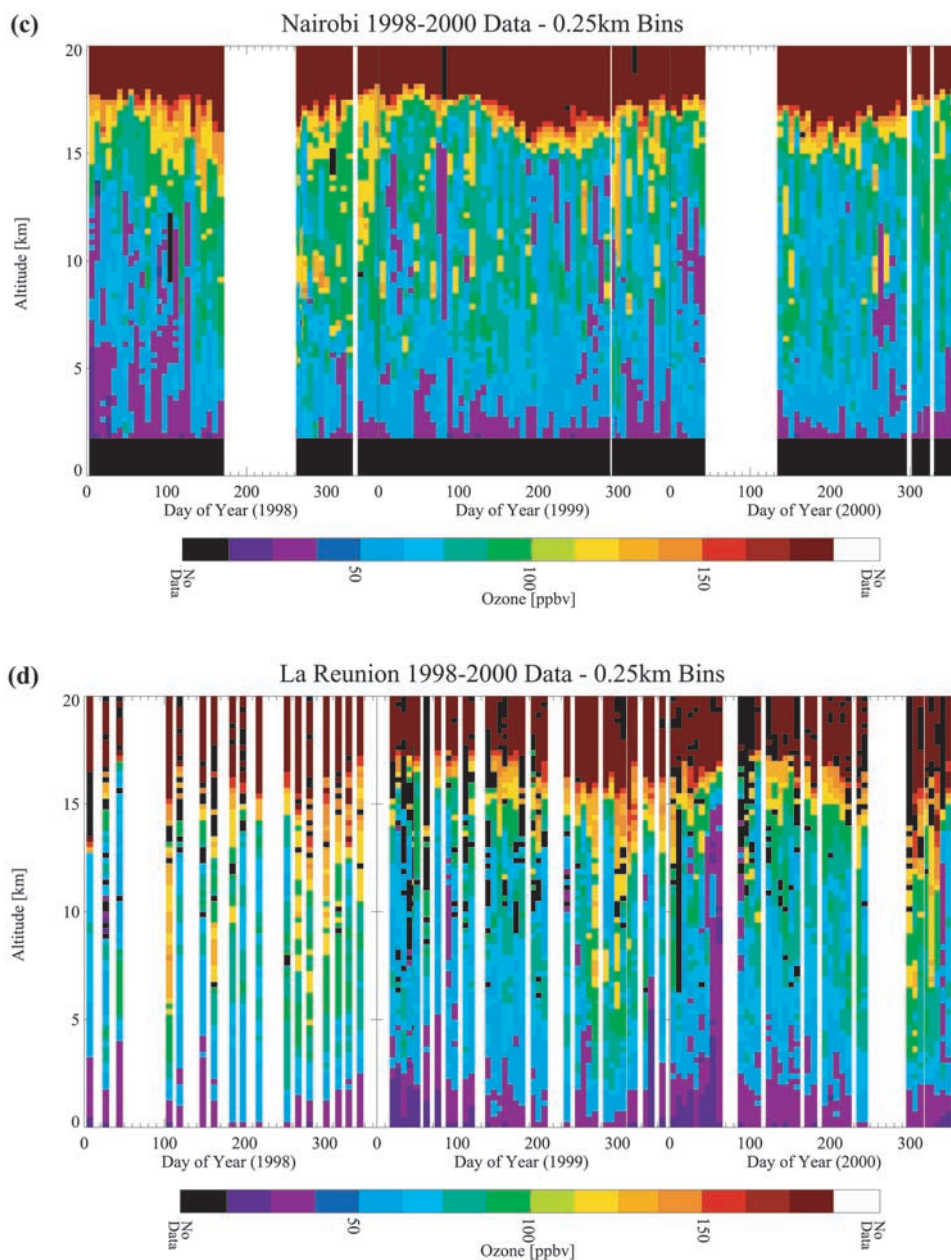 (c) Nairobi 1998-2000 Data - 0.25km Bins
20
15
10
5
0
Altitude [km]
0 100 200 300 0 100 200 300 0 100 200 300
Day of Year (1998) Day of Year (1999) Day of Year (2000)
No Data 50 100 150 No Data
Ozone [ppbv]
(d) La Reunion 1998-2000 Data - 0.25km Bins
20
15
10
5
0
Altitude [km]
0 100 200 300 0 100 200 300 0 100 200 300
Day of Year (1998) Day of Year (1999) Day of Year (2000)
No Data 50 100 150 No Data
Ozone [ppbv]